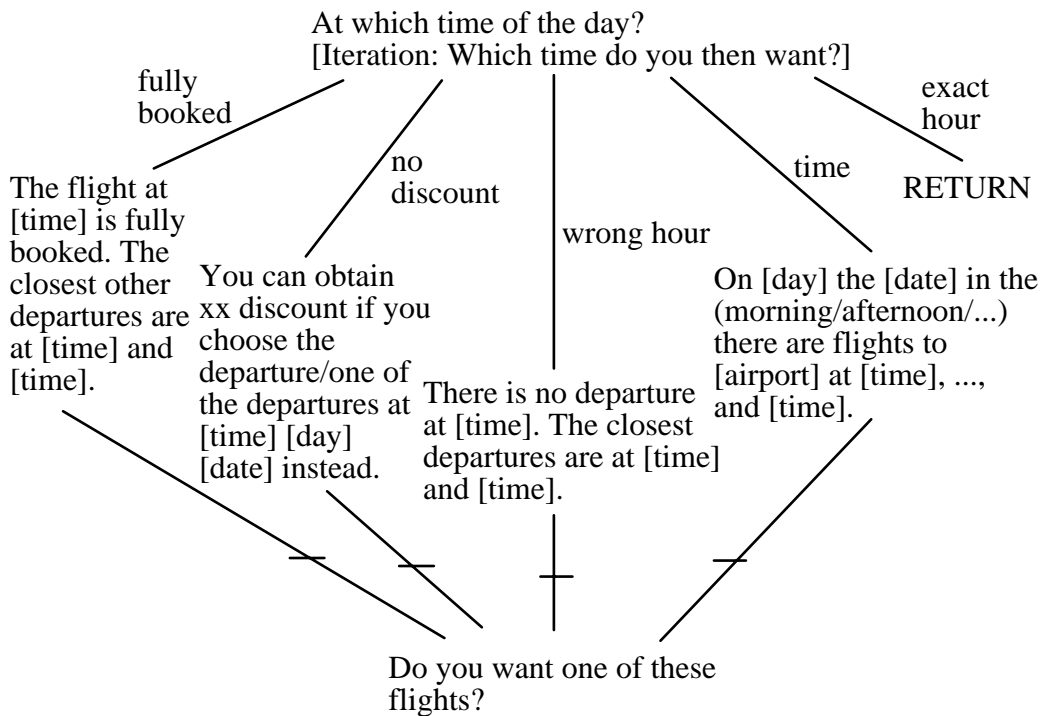 At which time of the day?
[Iteration: Which time do you then want?]
fully
booked
no
discount
wrong hour
time
exact
hour
The flight at
[time] is fully
booked. The
closest other
departures are
at [time] and
[time].
You can obtain
xx discount if you
choose the
departure/one of
the departures at
[time] [day]
[date] instead.
There is no departure
at [time]. The closest
departures are at [time]
and [time].
On [day] the [date] in the
(morning/afternoon/...)
there are flights to
[airport] at [time], ...,
and [time].
RETURN
Do you want one of these
flights?